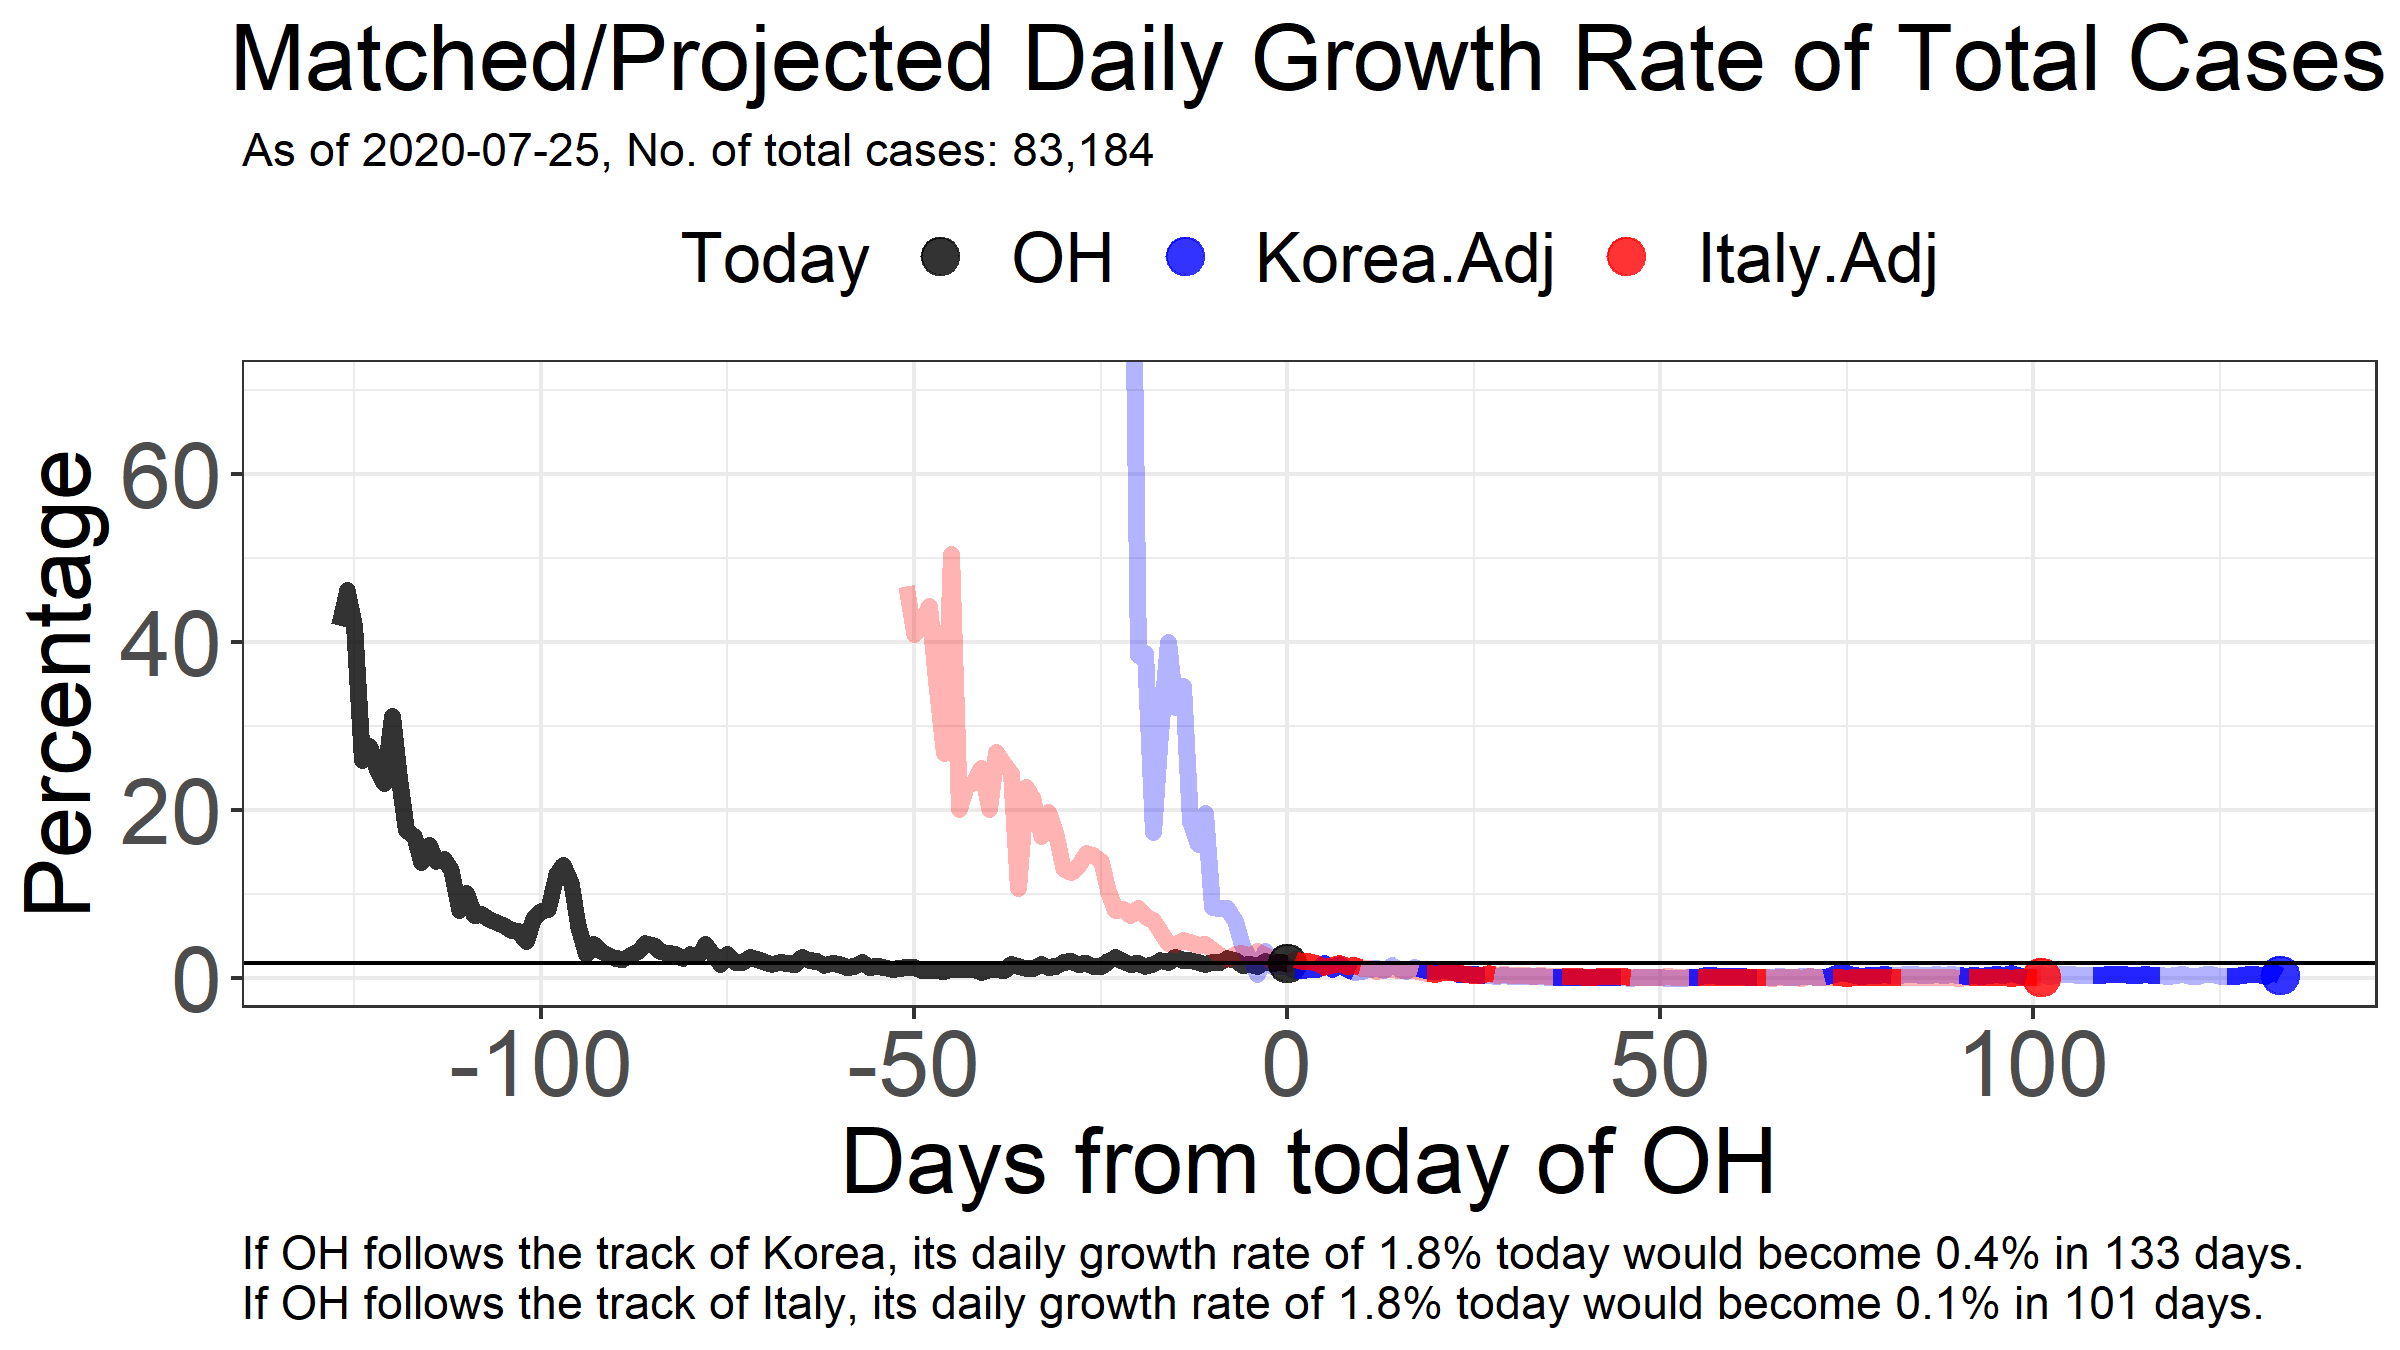 Matched/Projected Daily Growth Rate of Total Cases
As of 2020-07-25, No. of total cases: 83,184
Today OH Korea.Adj Italy.Adj
Percentage
60
40
20
0
-100 -50 0 50 100
Days from today of OH
If OH follows the track of Korea, its daily growth rate of 1.8% today would become 0.4% in 133 days.
If OH follows the track of Italy, its daily growth rate of 1.8% today would become 0.1% in 101 days.